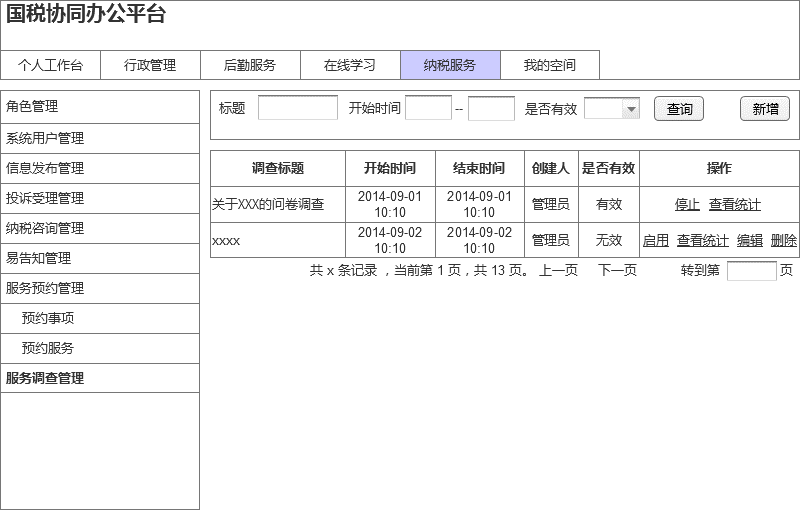 国税协同办公平台
个人工作台 行政管理 后勤服务 在线学习 纳税服务 我的空间
角色管理
系统用户管理
信息发布管理
投诉受理管理
纳税咨询管理
易告知管理
服务预约管理
预约事项
预约服务
服务调查管理
标题 开始时间 -- 是否有效 查询 新增
调查标题 开始时间 结束时间 创建人 是否有效 操作
关于XXX的问卷调查 2014-09-01 10:10 2014-09-01 10:10 管理员 有效 停止 查看统计
xxxx 2014-09-02 10:10 2014-09-02 10:10 管理员 无效 启用 查看统计 编辑 删除
共 x 条记录 ，当前第 1 页，共 13 页。 上一页 下一页 转到第 页